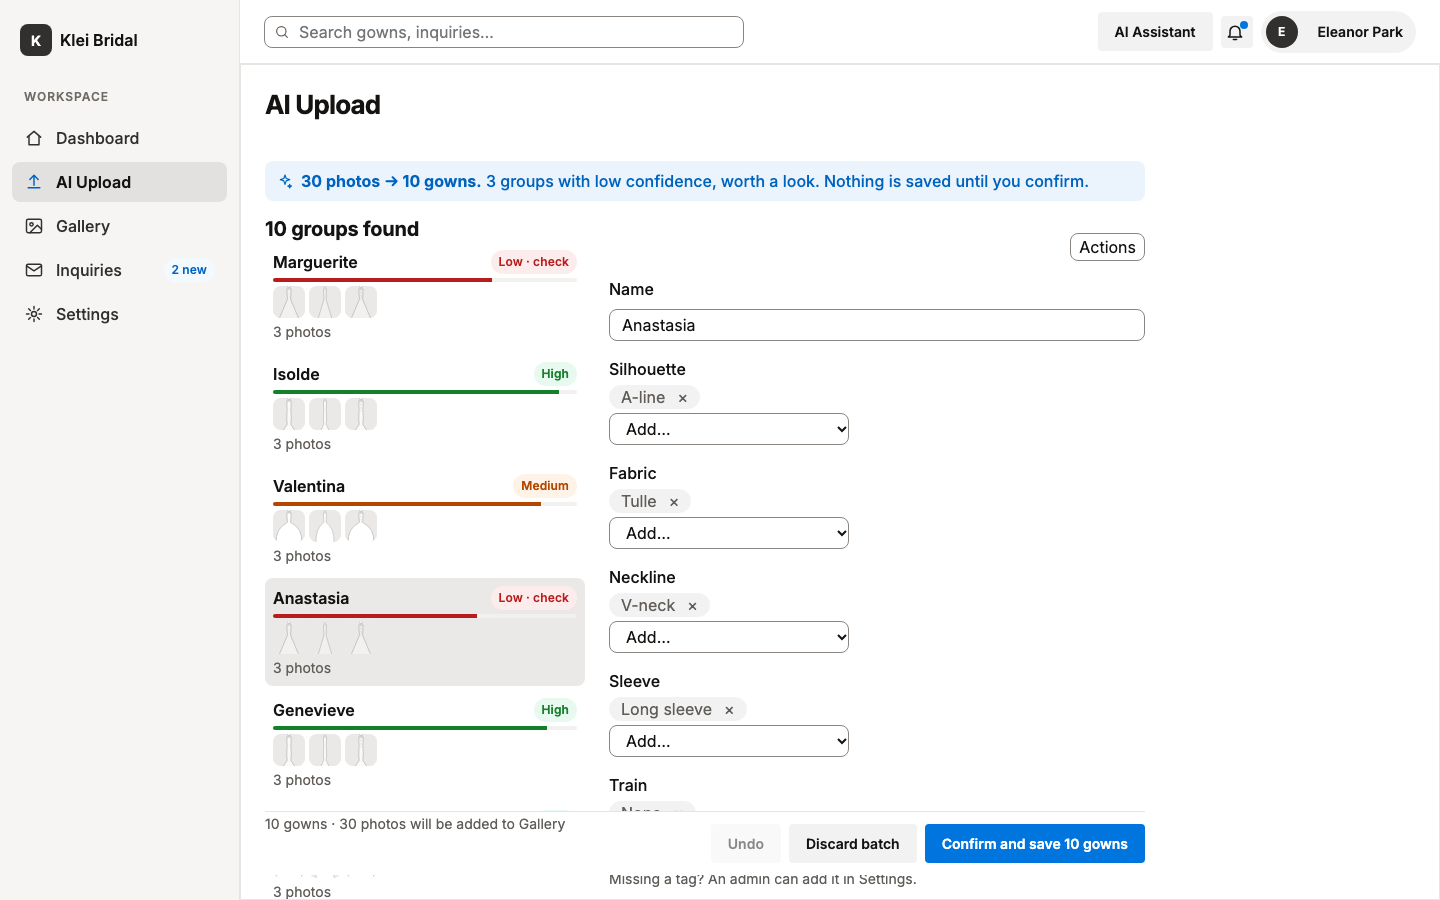 K Klei Bridal
WORKSPACE
Dashboard
AI Upload
Gallery
Inquiries 2 new
Settings
Search gowns, inquiries...
AI Assistant
E Eleanor Park
AI Upload
30 photos → 10 gowns. 3 groups with low confidence, worth a look. Nothing is saved until you confirm.
10 groups found
Marguerite Low · check
3 photos
Isolde High
3 photos
Valentina Medium
3 photos
Anastasia Low · check
3 photos
Genevieve High
3 photos
3 photos
Actions
Name
Anastasia
Silhouette
A-line ×
Add...
Fabric
Tulle ×
Add...
Neckline
V-neck ×
Add...
Sleeve
Long sleeve ×
Add...
Train
10 gowns · 30 photos will be added to Gallery
Undo
Discard batch
Confirm and save 10 gowns
Missing a tag? An admin can add it in Settings.